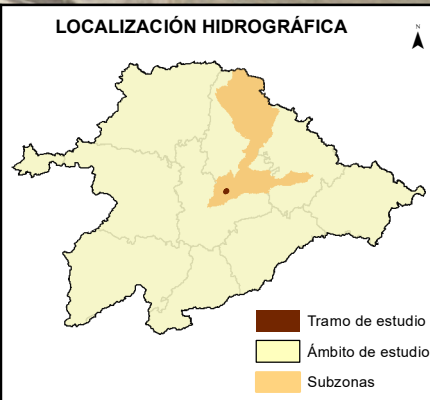 LOCALIZACIÓN HIDROGRÁFICA
N
Tramo de estudio
Ámbito de estudio
Subzonas